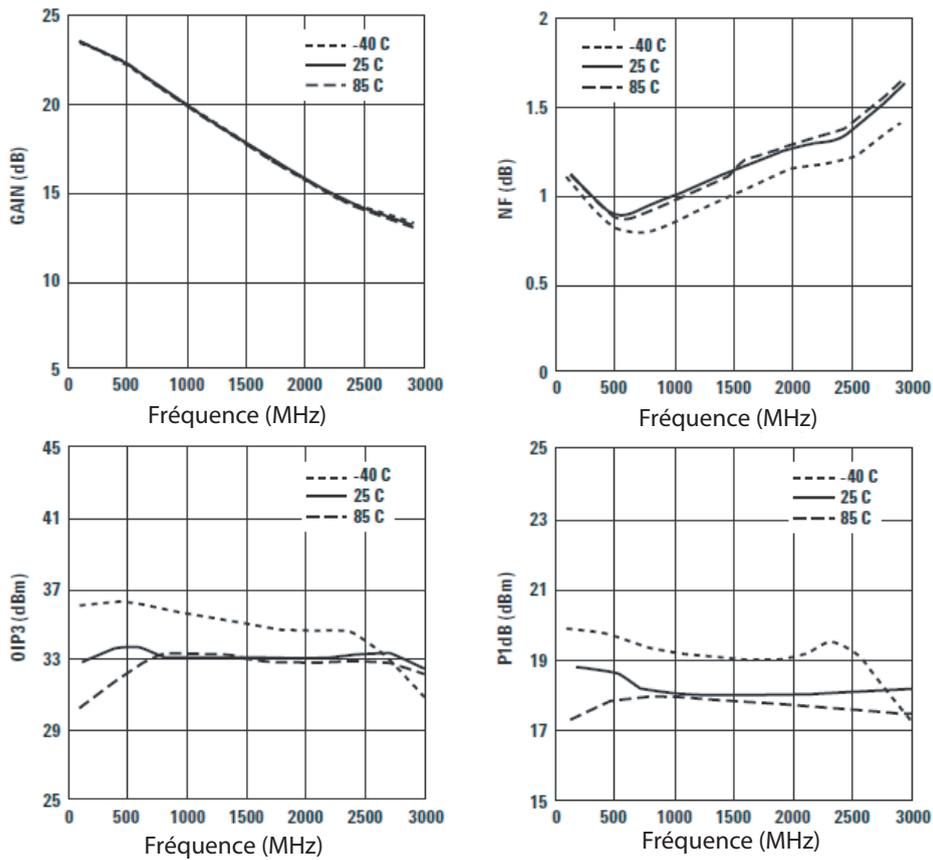 25
20
15
10
5
GAIN (dB)
-40 C
25 C
85 C
0 500 1000 1500 2000 2500 3000
Fréquence (MHz)
2
1.5
1
0.5
0
NF (dB)
-40 C
25 C
85 C
0 500 1000 1500 2000 2500 3000
Fréquence (MHz)
45
41
37
33
29
25
OIP3 (dBm)
-40 C
25 C
85 C
0 500 1000 1500 2000 2500 3000
Fréquence (MHz)
25
23
21
19
17
15
P1dB (dBm)
-40 C
25 C
85 C
0 500 1000 1500 2000 2500 3000
Fréquence (MHz)